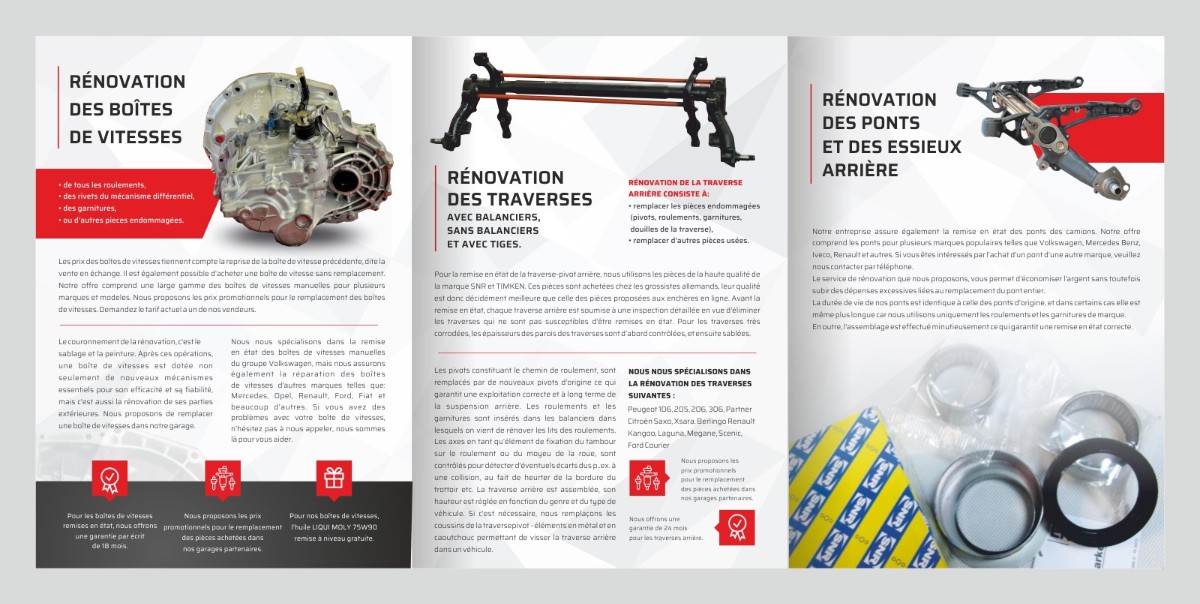 RÉNOVATION
DES BOÎTES
DE VITESSES
• de tous les roulements,
• des rivets du mécanisme différentiel,
• des garnitures,
• ou d'autres pieces endommagées.
Les prix des boîtes de vitesses tiennent compte la reprise de la boîte de vitesse précédente, dite la
vente en échange. Il est également possible d'acheter une boîte de vitesse sans remplacement.
Notre offre comprend une large gamme des boîtes de vitesses manuelles pour plusieurs
marques et modeles. Nous proposons les prix promotionnels pour le remplacement des boîtes
de vitesses. Demandez le tarif actuel a un de nos vendeurs.
Le couronnement de la rénovation, c'est le
sablage et la peinture. Après ces opérations,
une boîte de vitesses est dotée non
seulement de nouveaux mécanismes
essentiels pour son efficacité et są fiabilité,
mais c'est aussi la rénovation de ses parties
extérieures. Nous proposons de remplacer
une boîte de vitesses dans notre garage.
Nous nous spécialisons dans la remise
en état des boîtes de vitesses manuelles
du groupe Volkswagen, mais nous assurons
également la réparation des boîtes
de vitesses d'autres marques telles que:
Mercedes, Opel, Renault, Ford, Fiat et
beaucoup d'autres. Si vous avez des
problèmes avec votre boîte de vitesses,
n'hésitez pas à nous appeler, nous sommes
là pour vous aider.
Pour les boîtes de vitesses
remises en état, nous offrons
une garantie par écrit
de 18 mois.
Nous proposons les prix
promotionnels pour le remplacement
des pièces achetées dans
nos garages partenaires.
Pour nos boîtes de vitesses,
l'huile LIQUI MOLY 75W90
remise à niveau gratuite.
RÉNOVATION
DES TRAVERSES
AVEC BALANCIERS,
SANS BALANCIERS
ET AVEC TIGES.
RÉNOVATION DE LA TRAVERSE
ARRIÈRE CONSISTE À:
• remplacer les pièces endommagées
(pivots, roulements, garnitures,
douilles de la traverse),
• remplacer d'autres pièces usées.
Pour la remise en état de la traverse-pivot arrière, nous utilisons les pièces de la haute qualité de
la marque SNR et TIMKEN. Ces pièces sont achetées chez les grossistes allemands, leur qualité
est donc décidément meilleure que celle des pièces proposées aux enchères en ligne. Avant la
remise en état, chaque traverse arrière est soumise à une inspection détaillée en vue d'éliminer
les traverses qui ne sont pas susceptibles d'être remises en état. Pour les traverses très
corrodées, les épaisseurs des parois des traverses sont d'abord contrôlées, et ensuite sablées.
Les pivots constituant le chemin de roulement, sont
remplacés par de nouveaux pivots d'origine ce qui
garantit une exploitation correcte et à long terme de
la suspension arrière. Les roulements et les
garnitures sont insérés dans les balanciers dans
lesquels on vient de rénover les lits des roulements.
Les axes en tant qu'élément de fixation du tambour
sur le roulement ou du moyeu de la roue, sont
contrôlés pour détecter d'éventuels écarts dus p.ex. à
une collision, au fait de heurter de la bordure du
trottoir etc. La traverse arrière est assemblée, son
hauteur est réglée en fonction du genre et du type de
véhicule. Si c'est nécessaire, nous remplaçons les
coussins de la traversepivot - éléments en métal et en
caoutchouc permettant de visser la traverse arrière
dans un véhicule.
NOUS NOUS SPÉCIALISONS DANS
LA RÉNOVATION DES TRAVERSES
SUIVANTES :
Peugeot 106, 205, 206, 306, Partner
Citroën Saxo, Xsara. Berlingo Renault
Kangoo, Laguna, Megane, Scenic,
Ford Courier
Nous proposons les
prix promotionnels
pour le remplacement
des pièces achetées dans
nos garages partenaires.
Nous offrons une
garantie de 24 mois
pour les traverses arrière.
RÉNOVATION
DES PONTS
ET DES ESSIEUX
ARRIÈRE
Notre entreprise assure également la remise en état des ponts des camions. Notre offre
comprend les ponts pour plusieurs marques populaires telles que Volkswagen, Mercedes Benz,
Iveco, Renault et autres. Si vous êtes intéressés par l'achat d'un pont d'une autre marque, veuillez
nous contacter par téléphone.
Le service de rénovation que nous proposons, vous permet d'économiser l'argent sans toutefois
subir des dépenses excessives liées au remplacement du pont entier.
La durée de vie de nos ponts est identique à celle des ponts d'origine, et dans certains cas elle est
même plus longue car nous utilisons uniquement les roulements et les garnitures de marque.
En outre, l'assemblage est effectué minutieusement ce qui garantit une remise en état correcte.
SNR
SNR
SNR
SNR
SNR